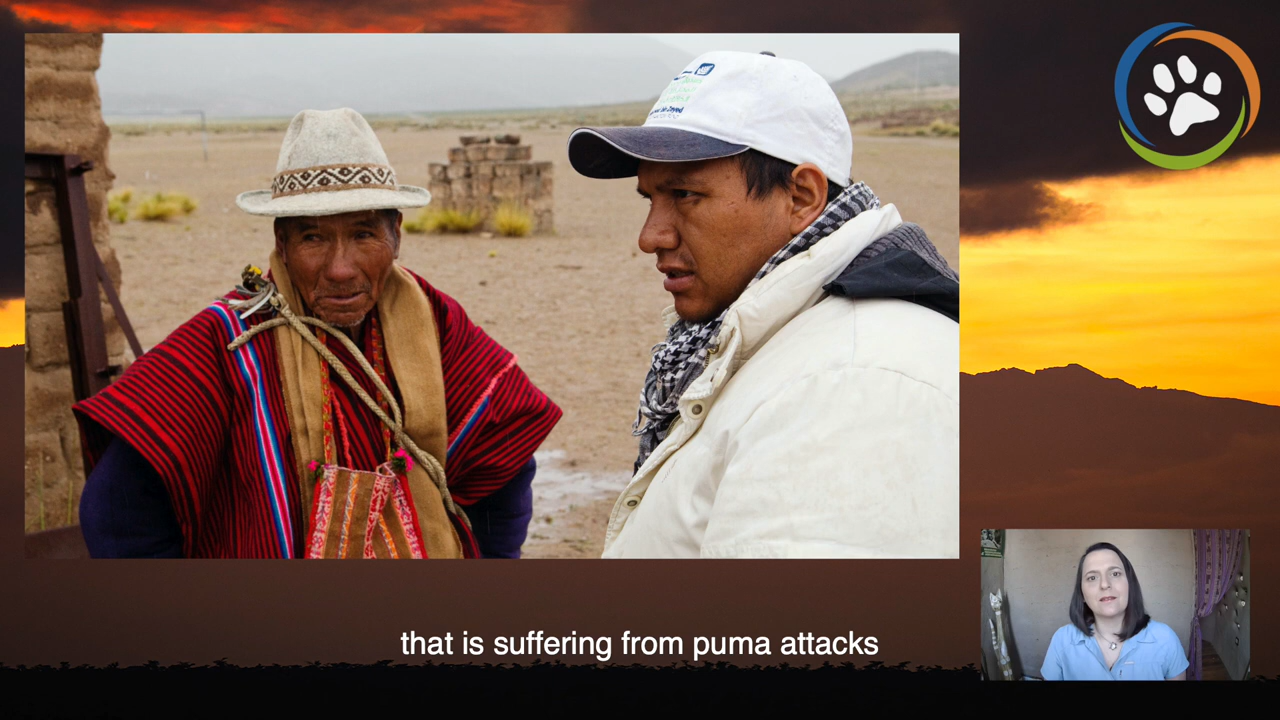 that is suffering from puma attacks